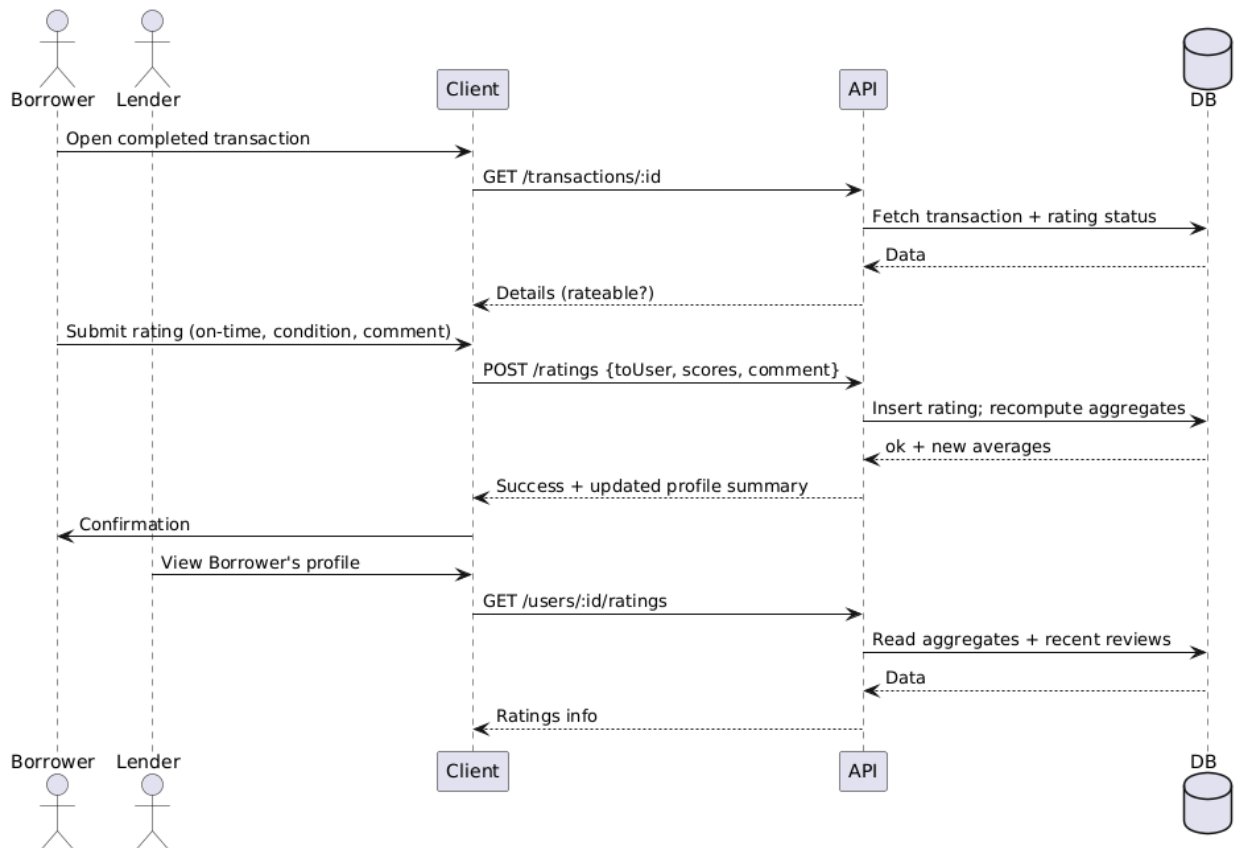 Borrower
Lender
Client
API
DB
Open completed transaction
GET /transactions/:id
Fetch transaction + rating status
Data
Details (rateable?)
Submit rating (on-time, condition, comment)
POST /ratings {toUser, scores, comment}
Insert rating; recompute aggregates
ok + new averages
Success + updated profile summary
Confirmation
View Borrower's profile
GET /users/:id/ratings
Read aggregates + recent reviews
Data
Ratings info
Borrower
Lender
Client
API
DB